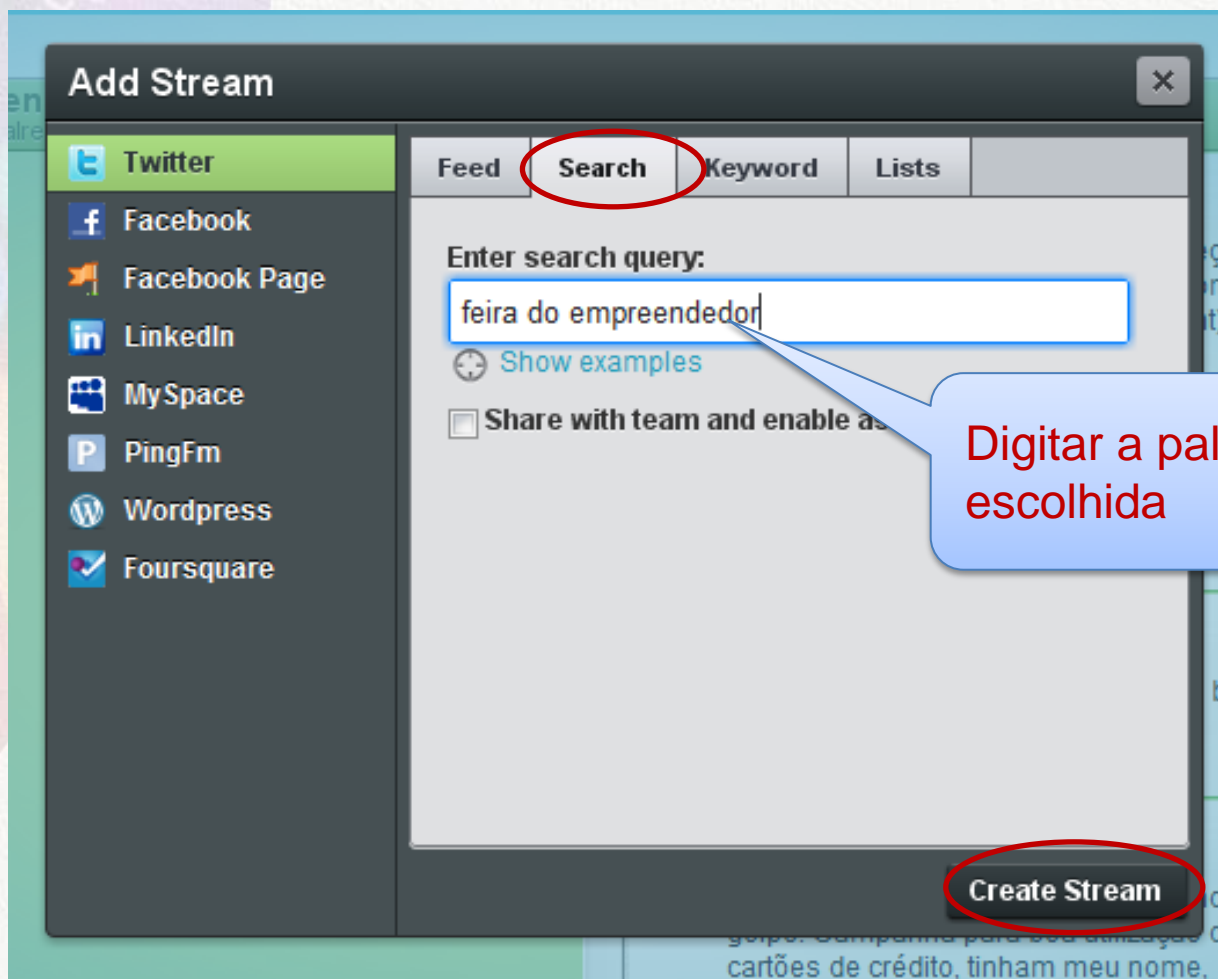 Add Stream
Twitter
Facebook
Facebook Page
LinkedIn
MySpace
PingFm
Wordpress
Foursquare
Feed Search Keyword Lists
Enter search query:
feira do empreendedor
Show examples
Share with team and enable
Digitar a
escolhida
Create Stream
cartões de crédito, tinham meu nome,